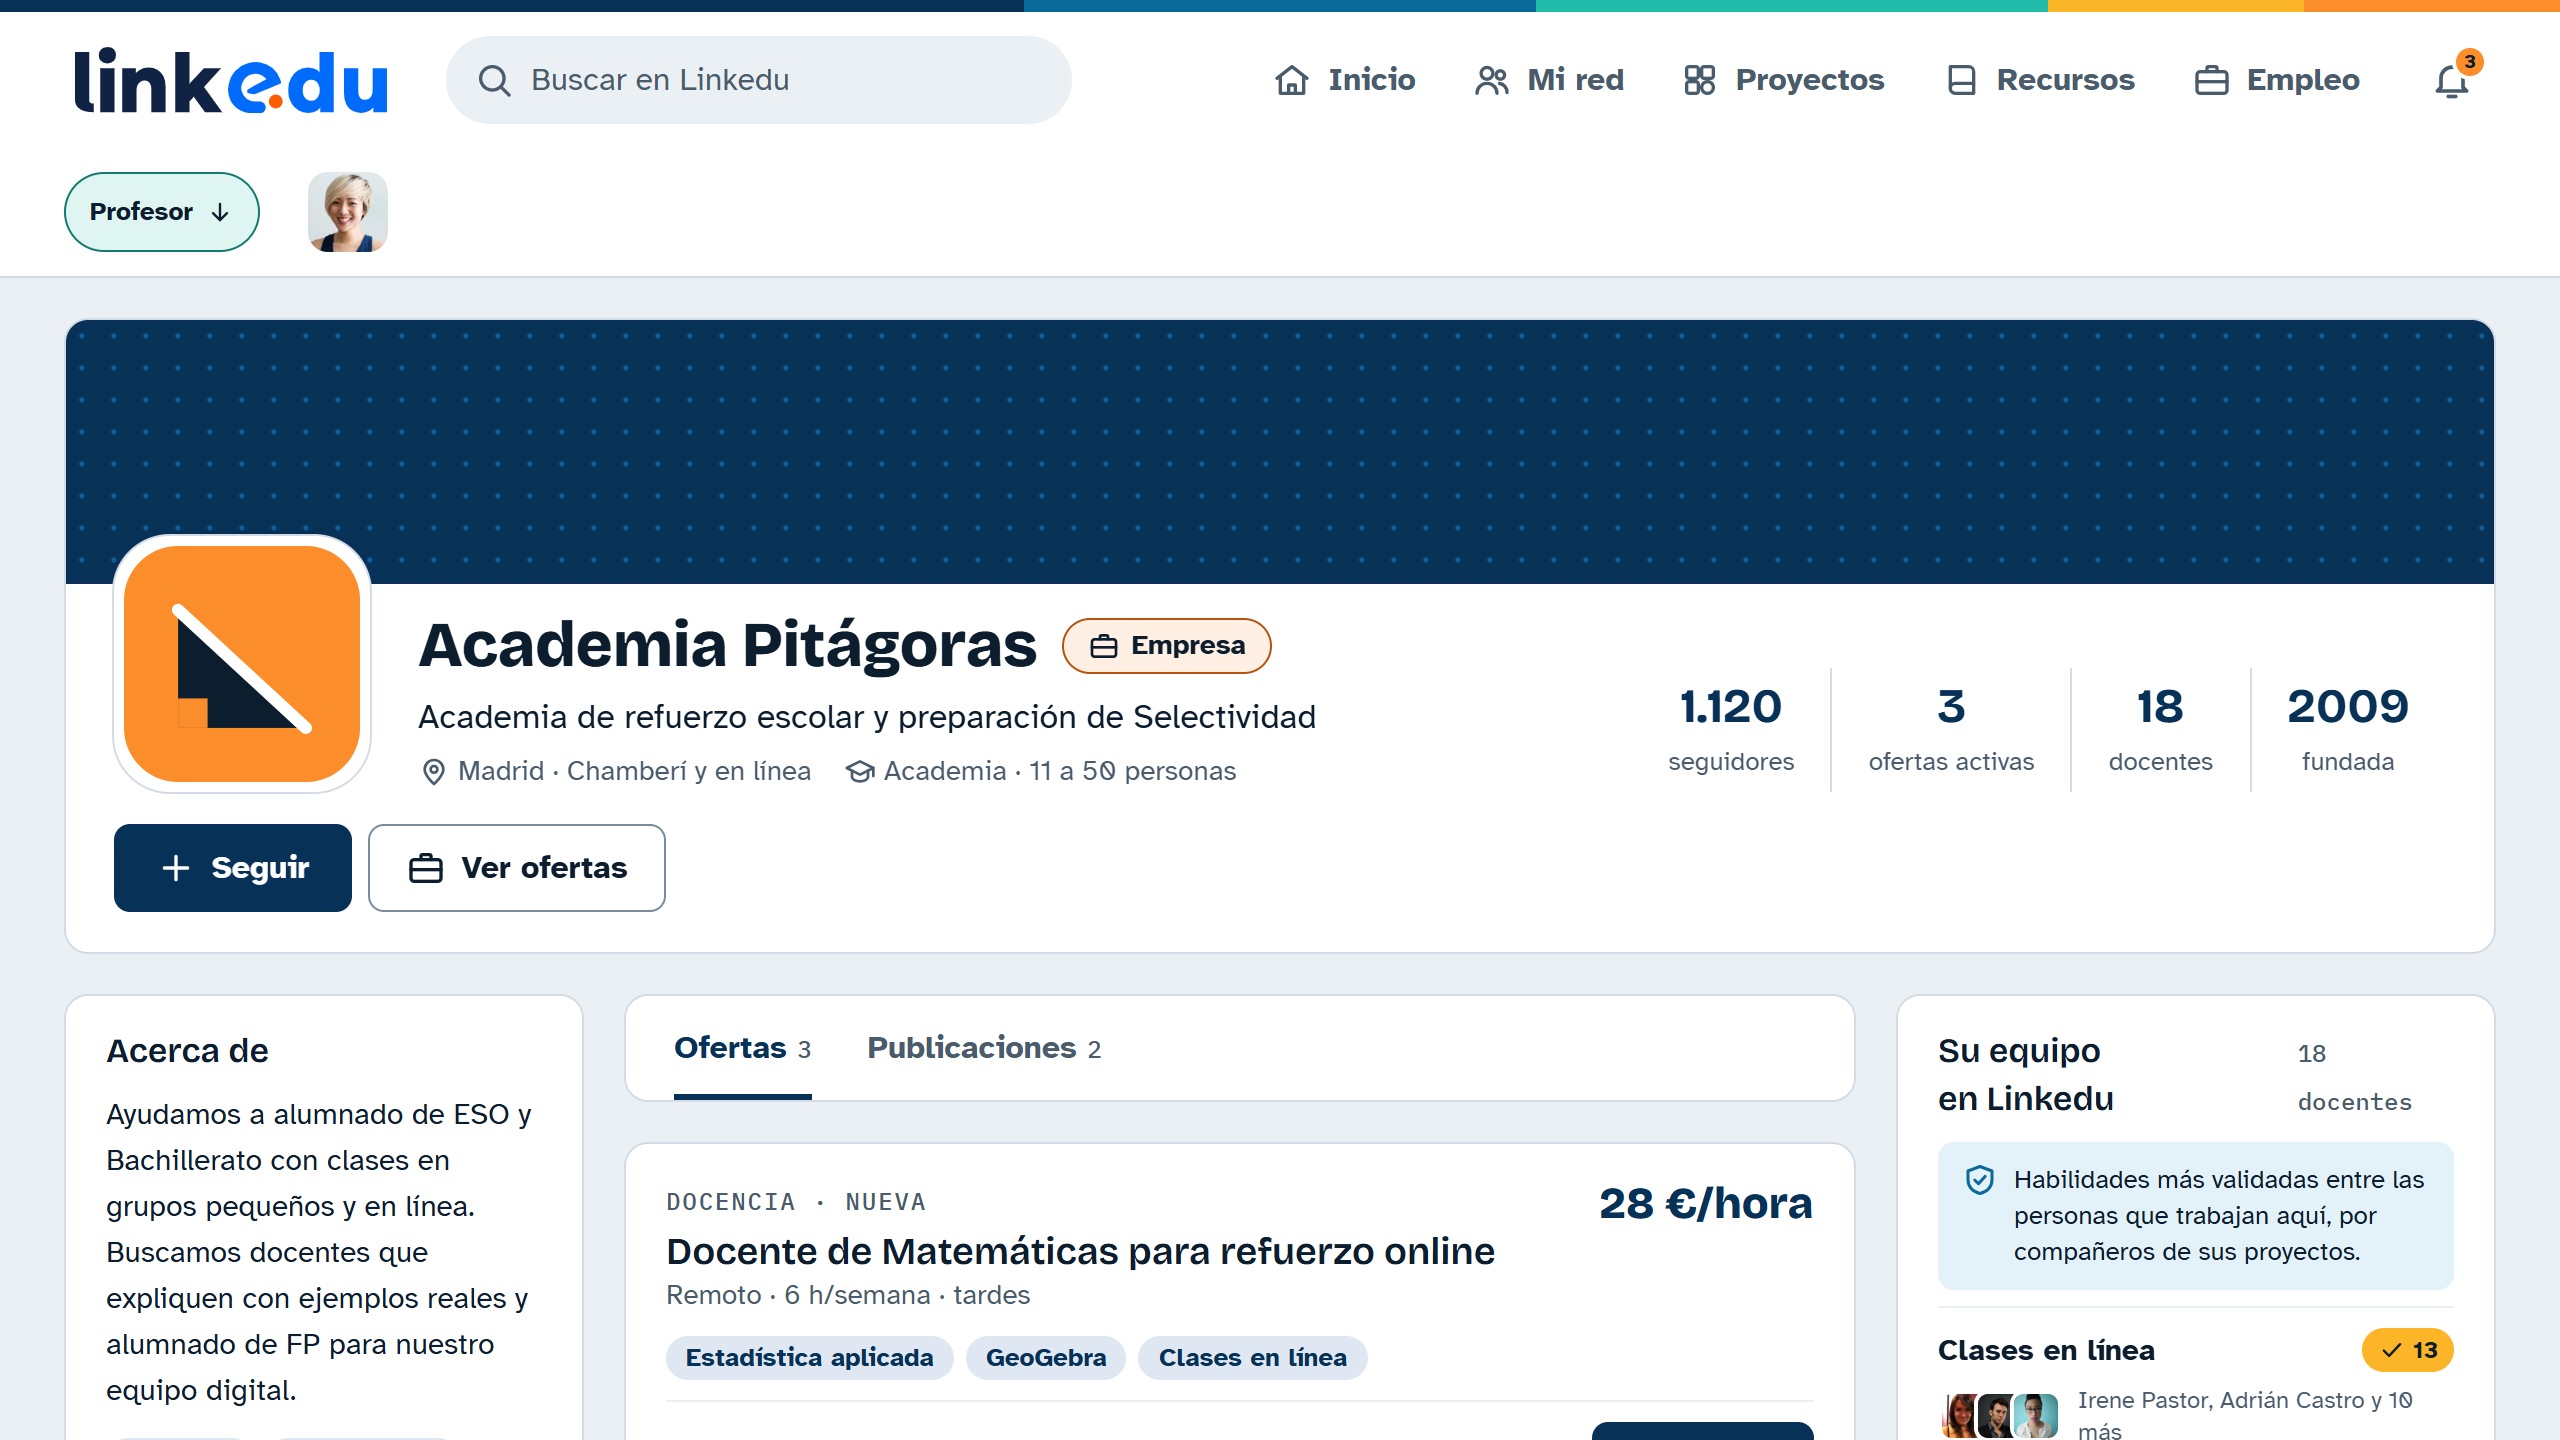 linkedu
Buscar en Linkedu
Inicio
Mi red
Proyectos
Recursos
Empleo
3
Profesor
Academia Pitágoras
Empresa
Academia de refuerzo escolar y preparación de Selectividad
Madrid · Chamberí y en línea
Academia · 11 a 50 personas
1.120
seguidores
3
ofertas activas
18
docentes
2009
fundada
Seguir
Ver ofertas
Acerca de
Ayudamos a alumnado de ESO y
Bachillerato con clases en
grupos pequeños y en línea.
Buscamos docentes que
expliquen con ejemplos reales y
alumnado de FP para nuestro
equipo digital.
Ofertas 3
Publicaciones 2
DOCENCIA · NUEVA
28 €/hora
Docente de Matemáticas para refuerzo online
Remoto · 6 h/semana · tardes
Estadística aplicada
GeoGebra
Clases en línea
Su equipo
en Linkedu
18
docentes
Habilidades más validadas entre las
personas que trabajan aquí, por
compañeros de sus proyectos.
Clases en línea
13
Irene Pastor, Adrián Castro y 10
más